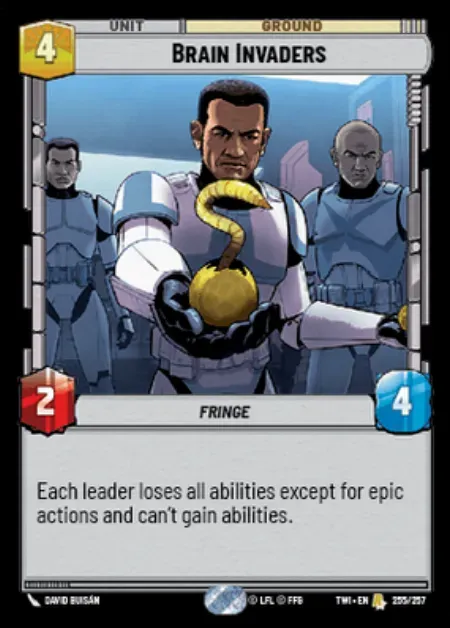 UNIT
GROUND
4
BRAIN INVADERS
2
FRINGE
4
Each leader loses all abilities except for epic
actions and can't gain abilities.
DAVID BUISÁN
© LFL © FFG
TWI • EN
255/257